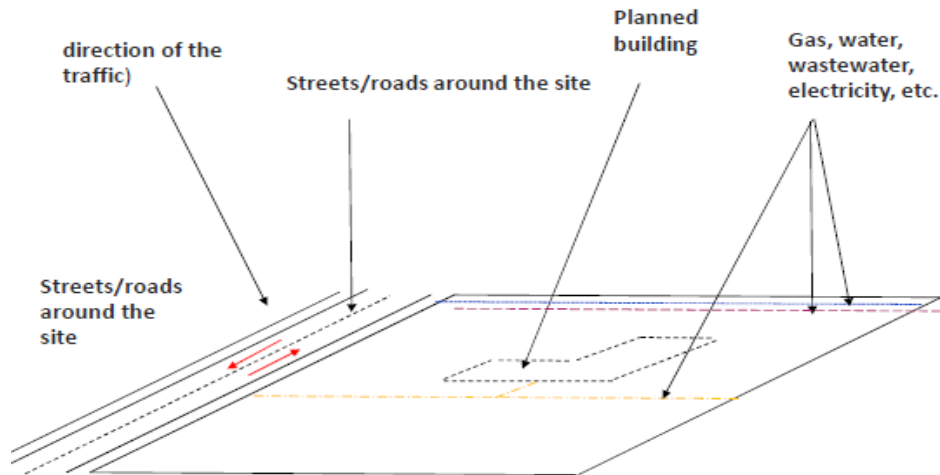 Planned
building
direction of the
traffic)
Streets/roads around the site
Gas, water,
wastewater,
electricity, etc.
Streets/roads
around the
site